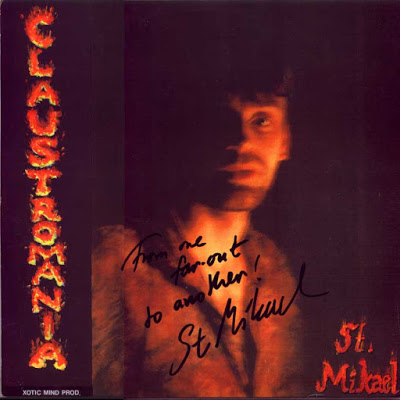 CLAUSTROMANIA
From one
far-out
to another!
St. Mikael
St.
Mikael
XOTIC MIND PROD.